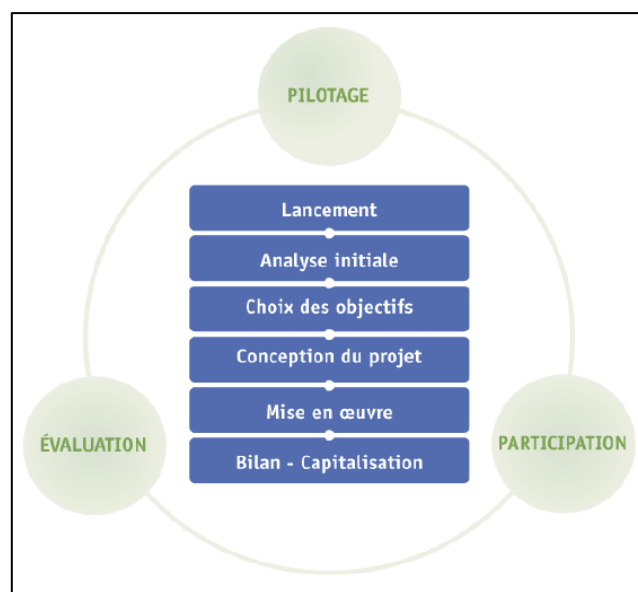 PILOTAGE
Lancement
Analyse initiale
Choix des objectifs
Conception du projet
Mise en œuvre
ÉVALUATION
PARTICIPATION
Bilan - Capitalisation